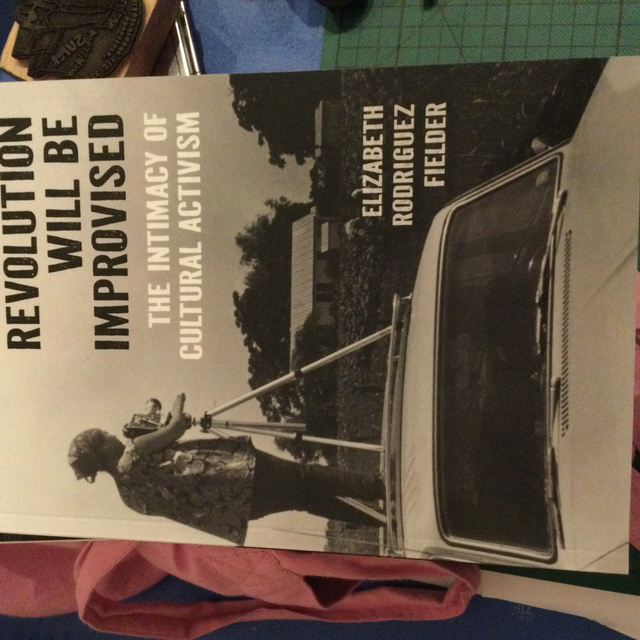 REVOLUTION
WILL BE
IMPROVISED
THE INTIMACY OF
CULTURAL ACTIVISM
ELIZABETH
RODRIGUEZ
FIELDER